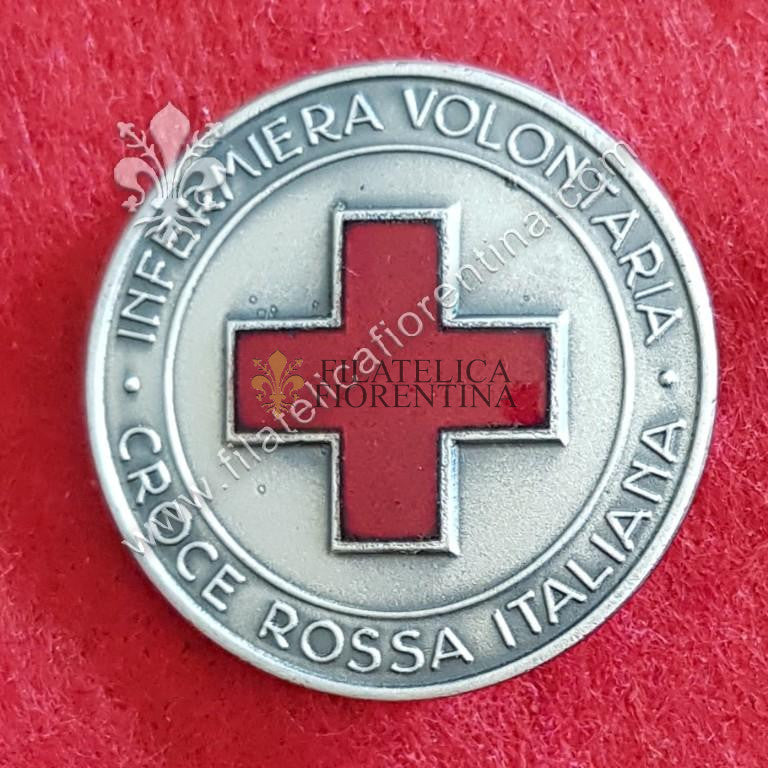 INFERMIERA VOLONTARIA
FILATELICA
FIORENTINA
www.filatelicafiorentina.com
• CROCE ROSSA ITALIANA •